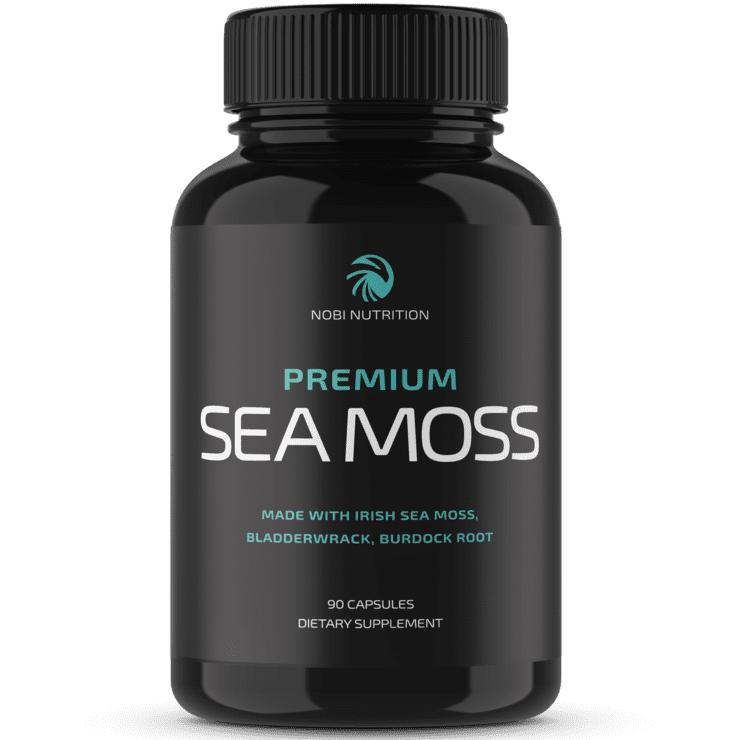 NOBI NUTRITION
PREMIUM
SEA MOSS
MADE WITH IRISH SEA MOSS,
BLADDERWRACK, BURDOCK ROOT
90 CAPSULES
DIETARY SUPPLEMENT